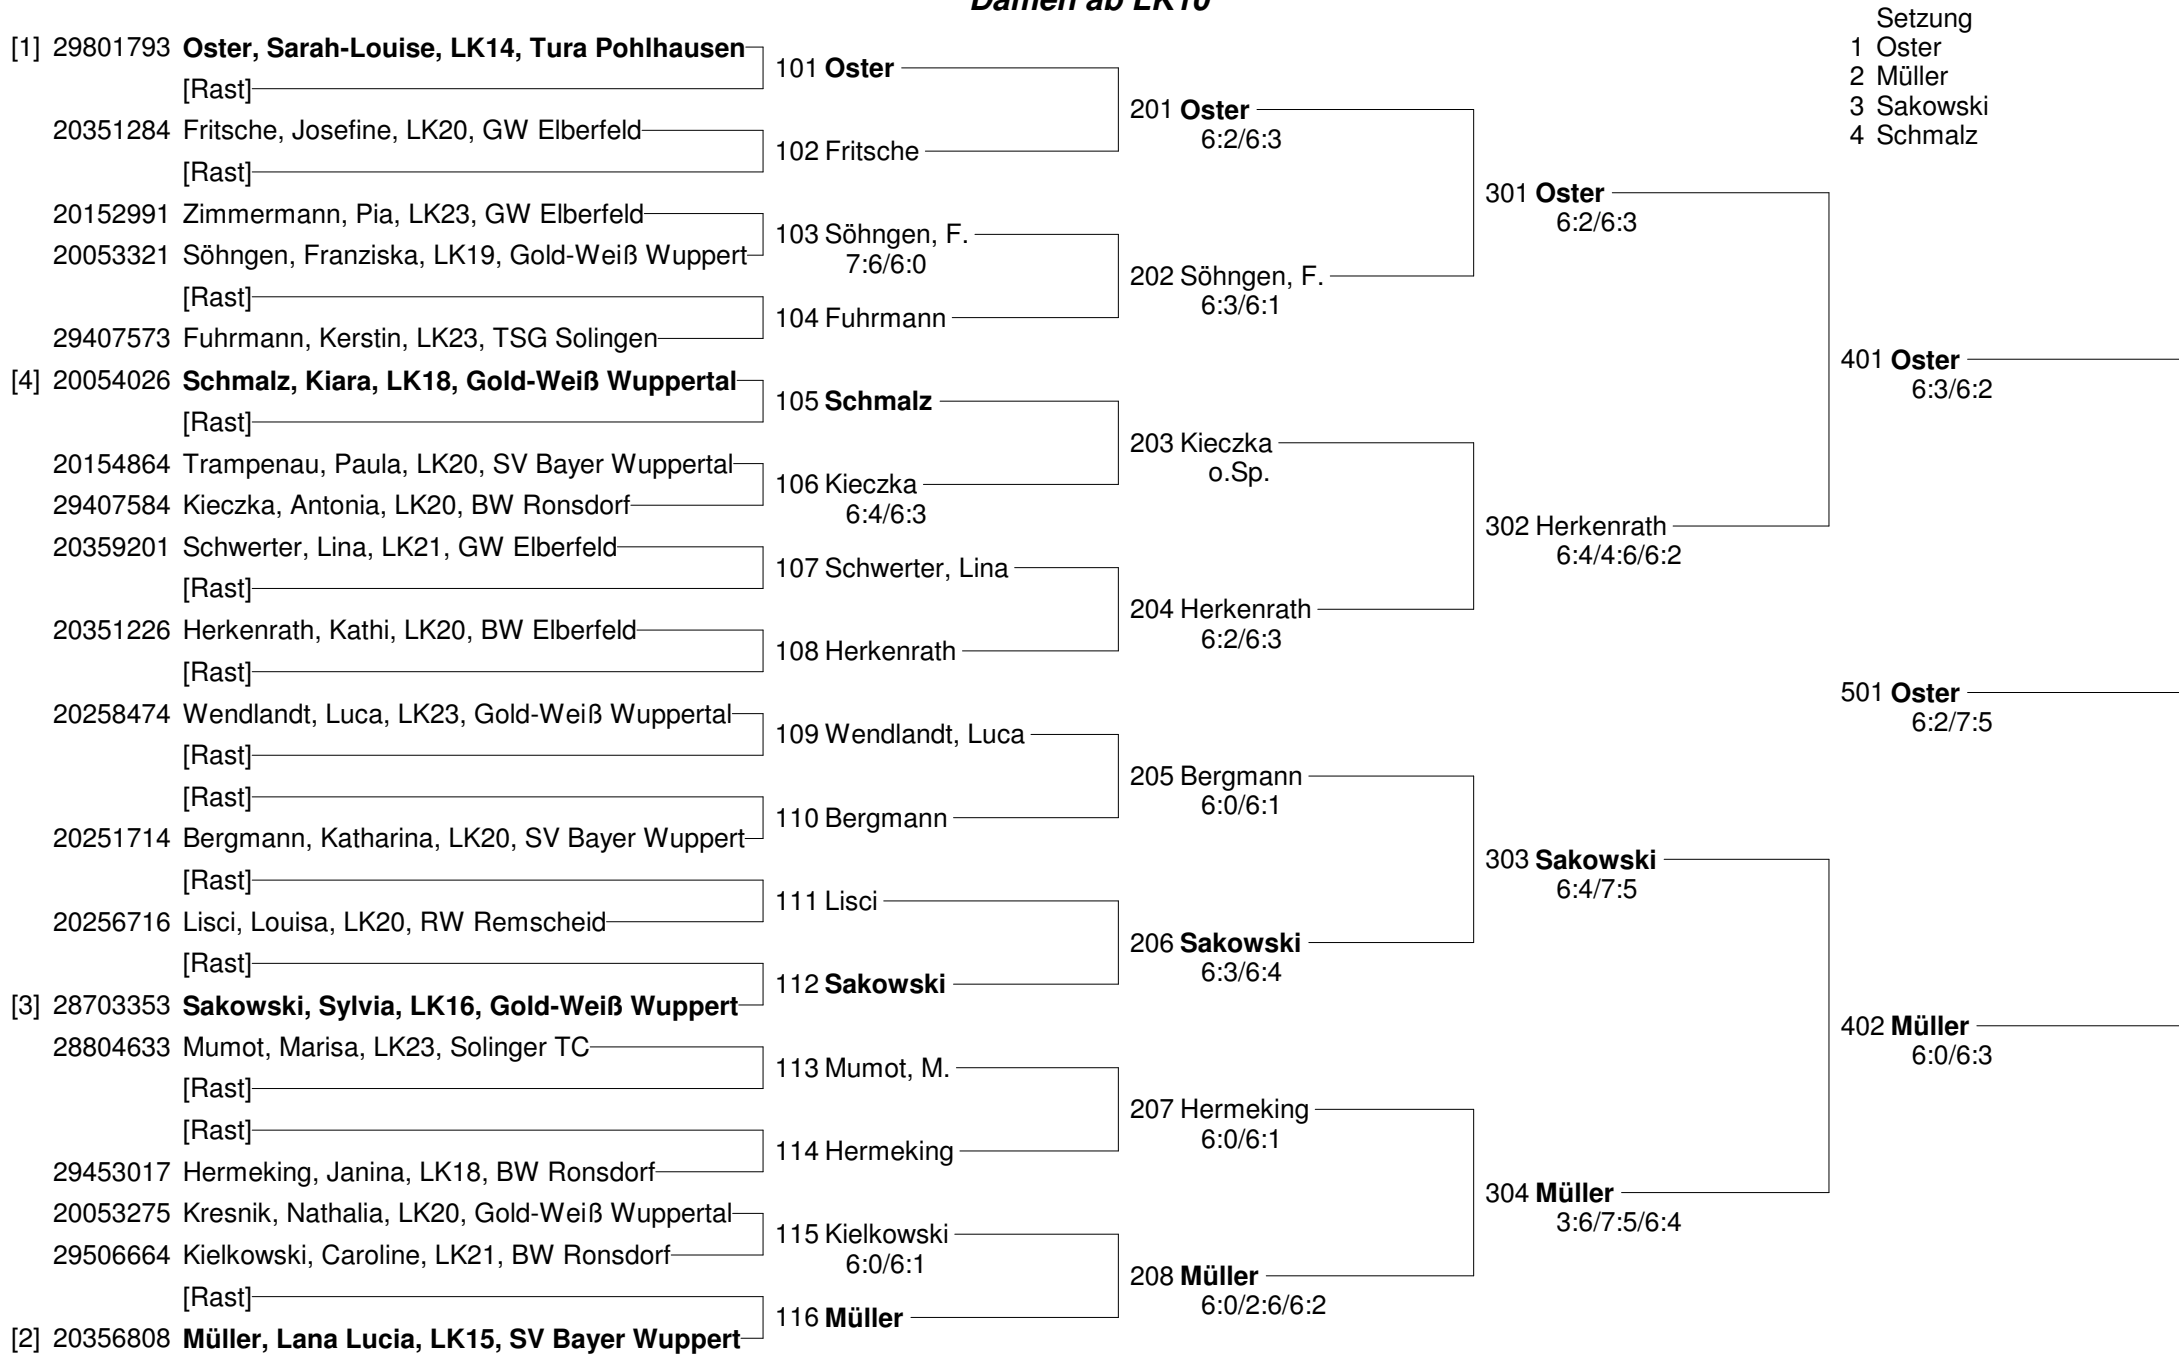 Damen ab LK10
[1] 29801793 Oster, Sarah-Louise, LK14, Tura Pohlhausen
[Rast]
20351284 Fritsche, Josefine, LK20, GW Elberfeld
[Rast]
20152991 Zimmermann, Pia, LK23, GW Elberfeld
20053321 Söhngen, Franziska, LK19, Gold-Weiß Wuppert
[Rast]
29407573 Fuhrmann, Kerstin, LK23, TSG Solingen
[4] 20054026 Schmalz, Kiara, LK18, Gold-Weiß Wuppertal
[Rast]
20154864 Trampenau, Paula, LK20, SV Bayer Wuppertal
29407584 Kieczka, Antonia, LK20, BW Ronsdorf
20359201 Schwerter, Lina, LK21, GW Elberfeld
[Rast]
20351226 Herkenrath, Kathi, LK20, BW Elberfeld
[Rast]
20258474 Wendlandt, Luca, LK23, Gold-Weiß Wuppertal
[Rast]
[Rast]
20251714 Bergmann, Katharina, LK20, SV Bayer Wuppert
[Rast]
20256716 Lisci, Louisa, LK20, RW Remscheid
[Rast]
[3] 28703353 Sakowski, Sylvia, LK16, Gold-Weiß Wuppert
28804633 Mumot, Marisa, LK23, Solinger TC
[Rast]
[Rast]
29453017 Hermeking, Janina, LK18, BW Ronsdorf
20053275 Kresnik, Nathalia, LK20, Gold-Weiß Wuppertal
29506664 Kielkowski, Caroline, LK21, BW Ronsdorf
[Rast]
[2] 20356808 Müller, Lana Lucia, LK15, SV Bayer Wuppert
101 Oster
102 Fritsche
103 Söhngen, F.
7:6/6:0
104 Fuhrmann
105 Schmalz
106 Kieczka
6:4/6:3
107 Schwerter, Lina
108 Herkenrath
109 Wendlandt, Luca
110 Bergmann
111 Lisci
112 Sakowski
113 Mumot, M.
114 Hermeking
115 Kielkowski
6:0/6:1
116 Müller
201 Oster
6:2/6:3
202 Söhngen, F.
6:3/6:1
203 Kieczka
o.Sp.
204 Herkenrath
6:2/6:3
205 Bergmann
6:0/6:1
206 Sakowski
6:3/6:4
207 Hermeking
6:0/6:1
208 Müller
6:0/2:6/6:2
301 Oster
6:2/6:3
302 Herkenrath
6:4/4:6/6:2
303 Sakowski
6:4/7:5
304 Müller
3:6/7:5/6:4
Setzung
1 Oster
2 Müller
3 Sakowski
4 Schmalz
401 Oster
6:3/6:2
501 Oster
6:2/7:5
402 Müller
6:0/6:3